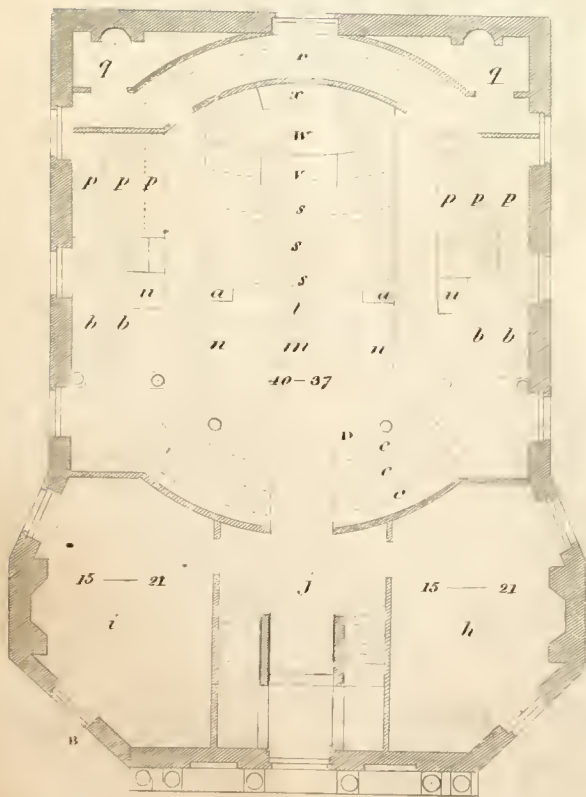 q r q
x
w
p p p v p p p
s
s
s
n a a n
t
b b b b
n m n
40–37
D
c
c
c
15 — 21 j 15 — 21
i h
B